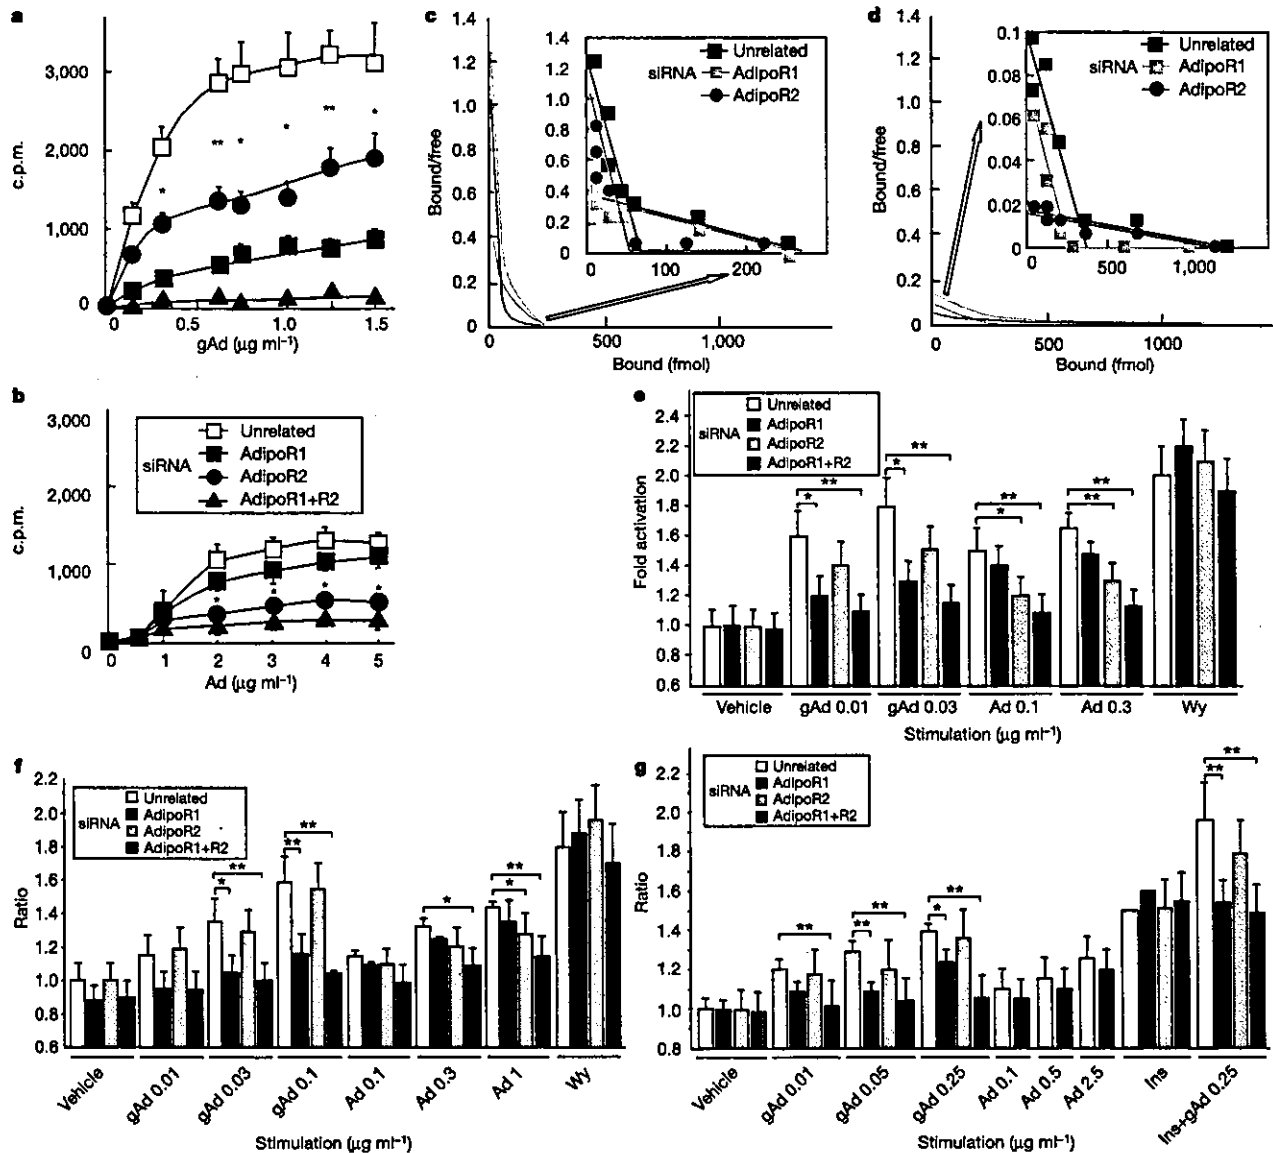 a
c.p.m.
3,000
2,000
1,000
0
**
*
*
**
*
*
0
0.5
1.0
1.5
gAd (µg ml⁻¹)
b
c.p.m.
3,000
2,000
1,000
0
siRNA
Unrelated
AdipoR1
AdipoR2
AdipoR1+R2
*
*
*
*
0
1
2
3
4
5
Ad (µg ml⁻¹)
c
Bound/free
1.4
1.2
1.0
0.8
0.6
0.4
0.2
0
0
500
1,000
Bound (fmol)
1.4
1.2
1.0
0.8
0.6
0.4
0.2
0
0
100
200
siRNA
Unrelated
AdipoR1
AdipoR2
d
Bound/free
1.4
1.2
1.0
0.8
0.6
0.4
0.2
0
0
500
1000
Bound (fmol)
0.1
0.08
0.06
0.04
0.02
0
0
500
1,000
siRNA
Unrelated
AdipoR1
AdipoR2
e
Fold activation
2.4
2.2
2.0
1.8
1.6
1.4
1.2
1.0
0.8
0.6
siRNA
Unrelated
AdipoR1
AdipoR2
AdipoR1+R2
**
*
**
*
**
*
**
**
Vehicle
gAd 0.01
gAd 0.03
Ad 0.1
Ad 0.3
Wy
Stimulation (µg ml⁻¹)
f
Ratio
2.2
2.0
1.8
1.6
1.4
1.2
1.0
0.8
0.6
siRNA
Unrelated
AdipoR1
AdipoR2
AdipoR1+R2
**
*
**
**
*
**
*
Vehicle
gAd 0.01
gAd 0.03
gAd 0.1
Ad 0.1
Ad 0.3
Ad 1
Wy
Stimulation (µg ml⁻¹)
g
Ratio
2.2
2.0
1.8
1.6
1.4
1.2
1.0
0.8
siRNA
Unrelated
AdipoR1
AdipoR2
AdipoR1+R2
**
**
**
**
*
**
**
Vehicle
gAd 0.01
gAd 0.05
gAd 0.25
Ad 0.1
Ad 0.5
Ad 2.5
Ins
Ins+gAd 0.25
Stimulation (µg ml⁻¹)